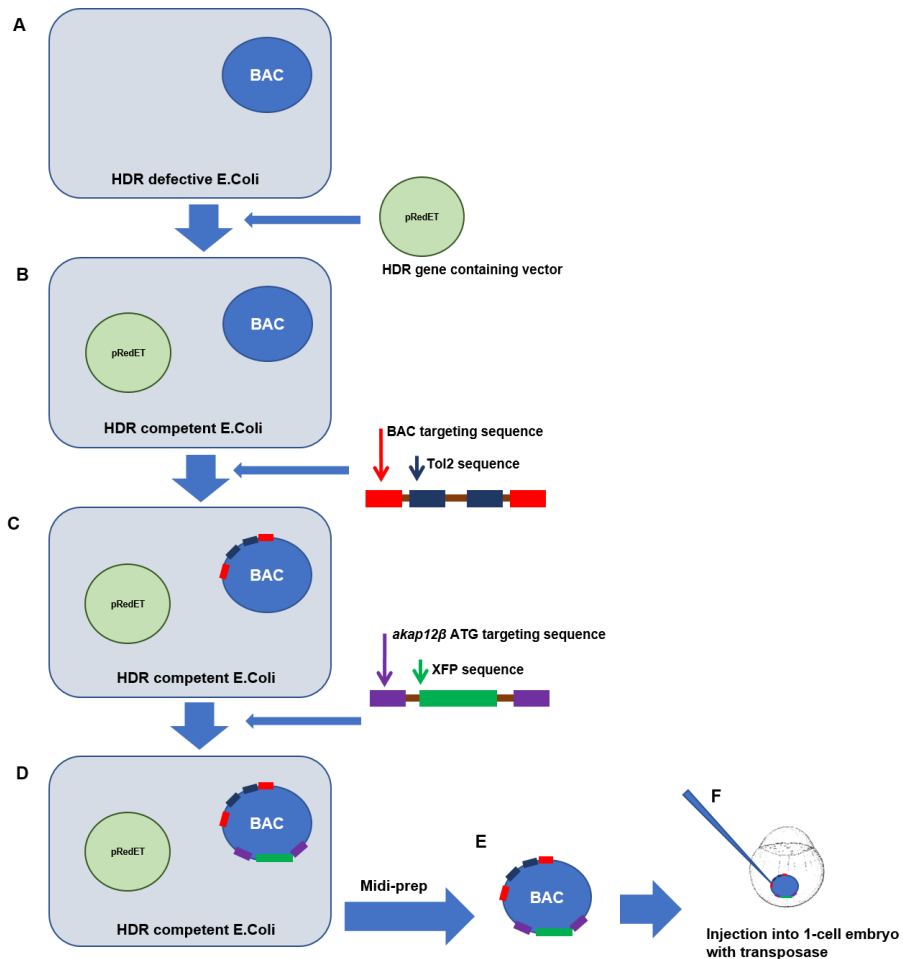 A
BAC
HDR defective E.Coli
pRedET
HDR gene containing vector
B
BAC
pRedET
HDR competent E.Coli
BAC targeting sequence
Tol2 sequence
C
BAC
pRedET
HDR competent E.Coli
akap12β ATG targeting sequence
XFP sequence
D
BAC
pRedET
HDR competent E.Coli
Midi-prep
E
BAC
F
Injection into 1-cell embryo
with transposase